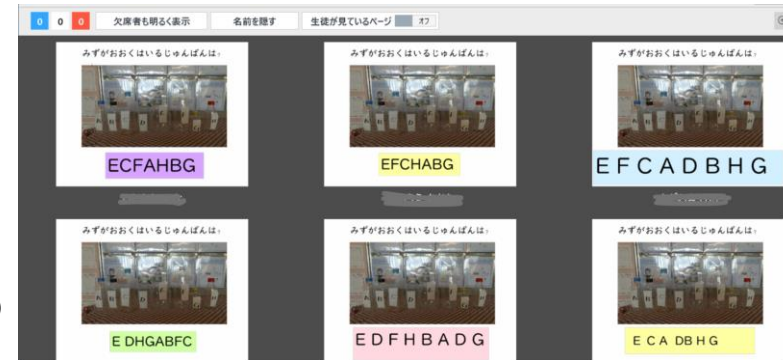 0 0 0 欠席者も明るく表示 名前を隠す 生徒が見ているページ オフ
みずがおおくはいるじゅんばんは?
ECFAHBG
みずがおおくはいるじゅんばんは?
EFCHABG
みずがおおくはいるじゅんばんは?
E F C A D B H G
みずがおおくはいるじゅんばんは?
E DHGABFC
みずがおおくはいるじゅんばんは?
E D F H B A D G
みずがおおくはいるじゅんばんは?
E C A DB H G